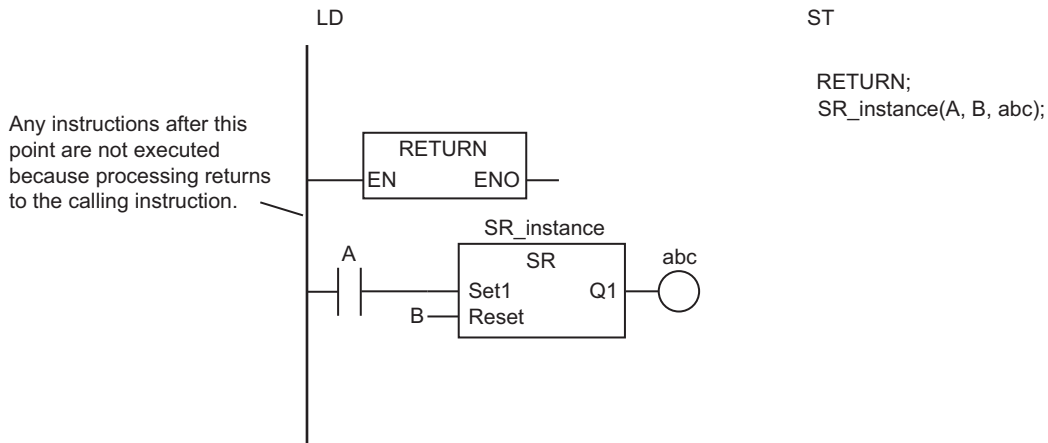 LD
ST
RETURN;
SR_instance(A, B, abc);
Any instructions after this
point are not executed
because processing returns
to the calling instruction.
RETURN
EN ENO
SR_instance
A
SR
abc
Set1 Q1
B Reset